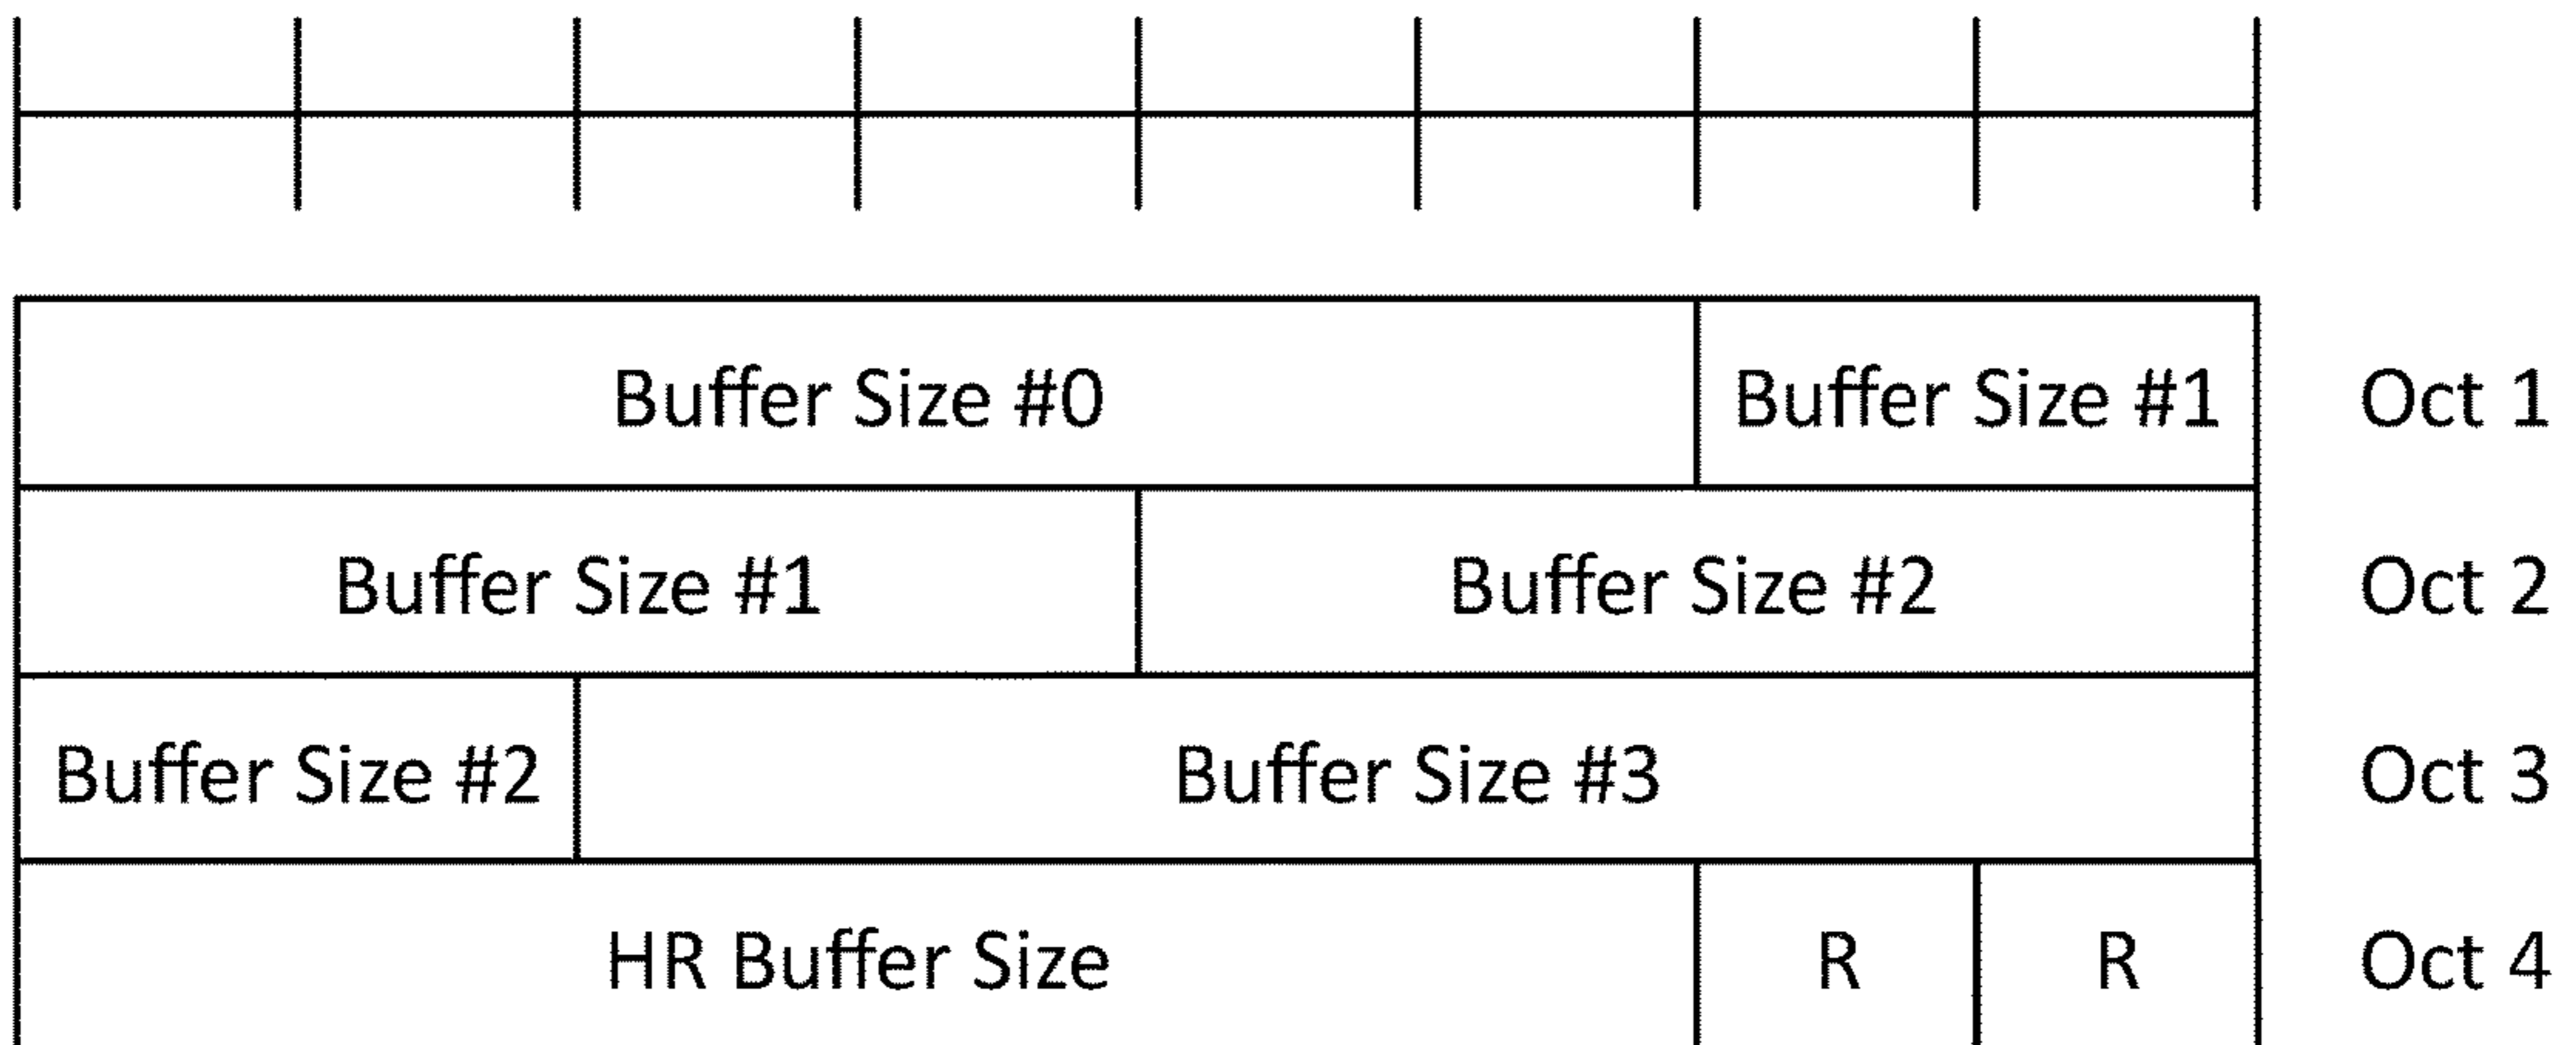 Buffer Size #0 Buffer Size #1 Oct 1
Buffer Size #1 Buffer Size #2 Oct 2
Buffer Size #2 Buffer Size #3 Oct 3
HR Buffer Size R R Oct 4